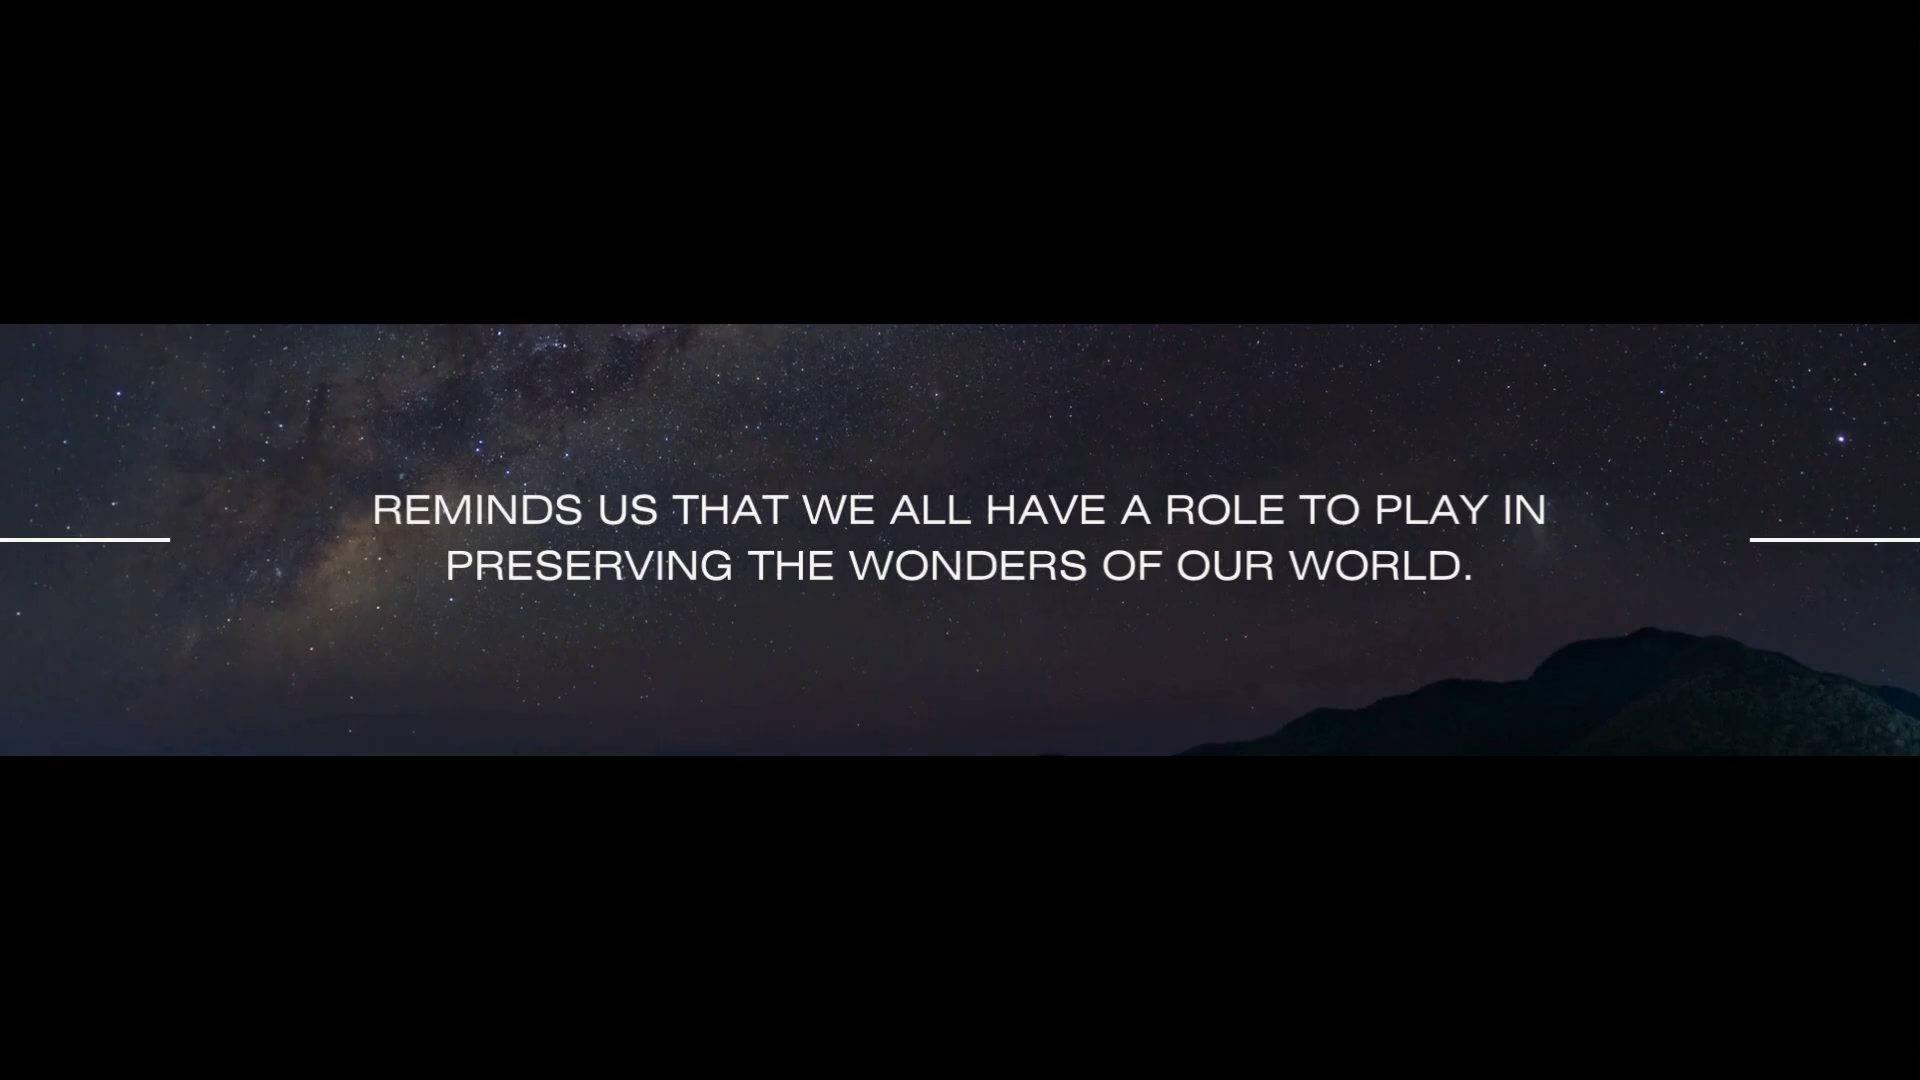 REMINDS US THAT WE ALL HAVE A ROLE TO PLAY IN
PRESERVING THE WONDERS OF OUR WORLD.